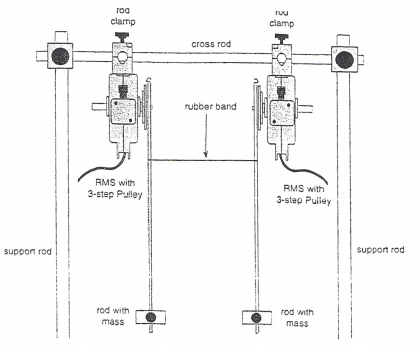 rod
clamp
rod
clamp
cross rod
rubber band
RMS with
3-step Pulley
RMS with
3-step Pulley
support rod
support rod
rod with
mass
rod with
mass